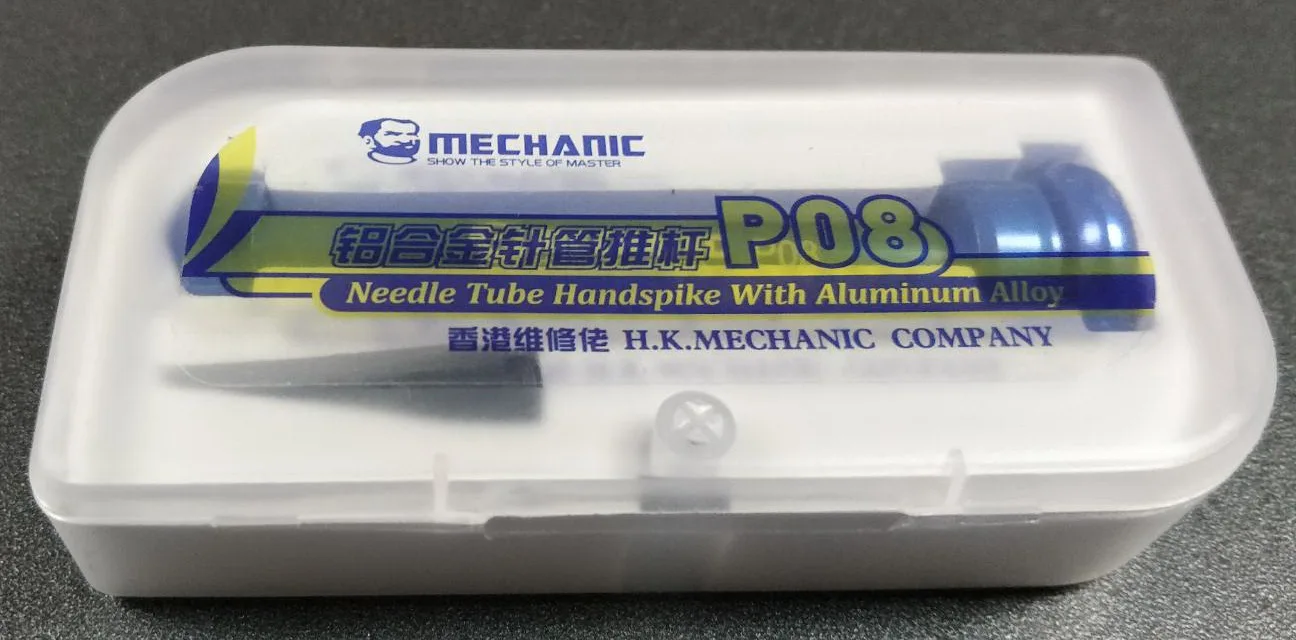 MECHANIC
SHOW THE STYLE OF MASTER
铝合金针管推杆 P08
Needle Tube Handspike With Aluminum Alloy
香港维修佬 H.K.MECHANIC COMPANY